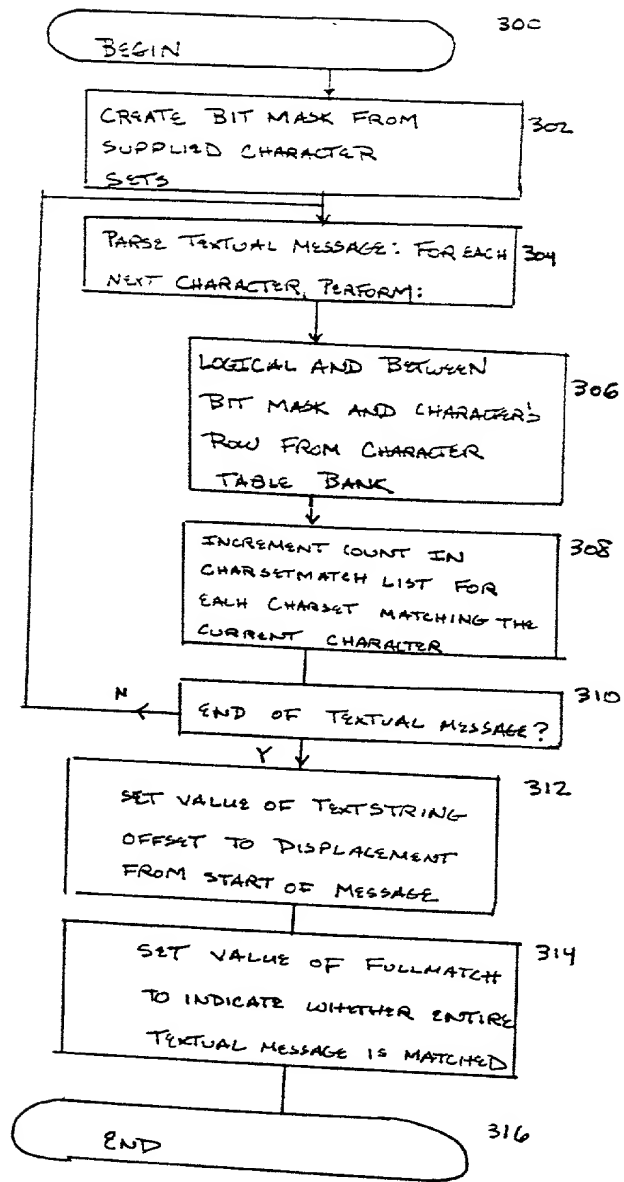 300
BEGIN
CREATE BIT MASK FROM
SUPPLIED CHARACTER
SETS
302
PARSE TEXTUAL MESSAGE: FOR EACH
NEXT CHARACTER, PERFORM:
304
LOGICAL AND BETWEEN
BIT MASK AND CHARACTER'S
ROW FROM CHARACTER
TABLE BANK
306
INCREMENT COUNT IN
CHARSETMATCH LIST FOR
EACH CHARSET MATCHING THE
CURRENT CHARACTER
308
N
END OF TEXTUAL MESSAGE?
310
Y
SET VALUE OF TEXTSTRING
OFFSET TO DISPLACEMENT
FROM START OF MESSAGE
312
SET VALUE OF FULLMATCH
TO INDICATE WHETHER ENTIRE
TEXTUAL MESSAGE IS MATCHED
314
END
316